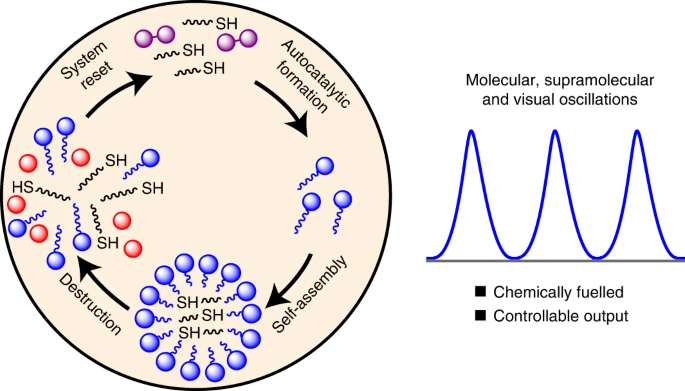 SH
SH
SH
System
reset
Autocatalytic
formation
SH
HS
SH
SH
Destruction
SH
SH
SH
Self-assembly
Molecular, supramolecular
and visual oscillations
Chemically fuelled
Controllable output